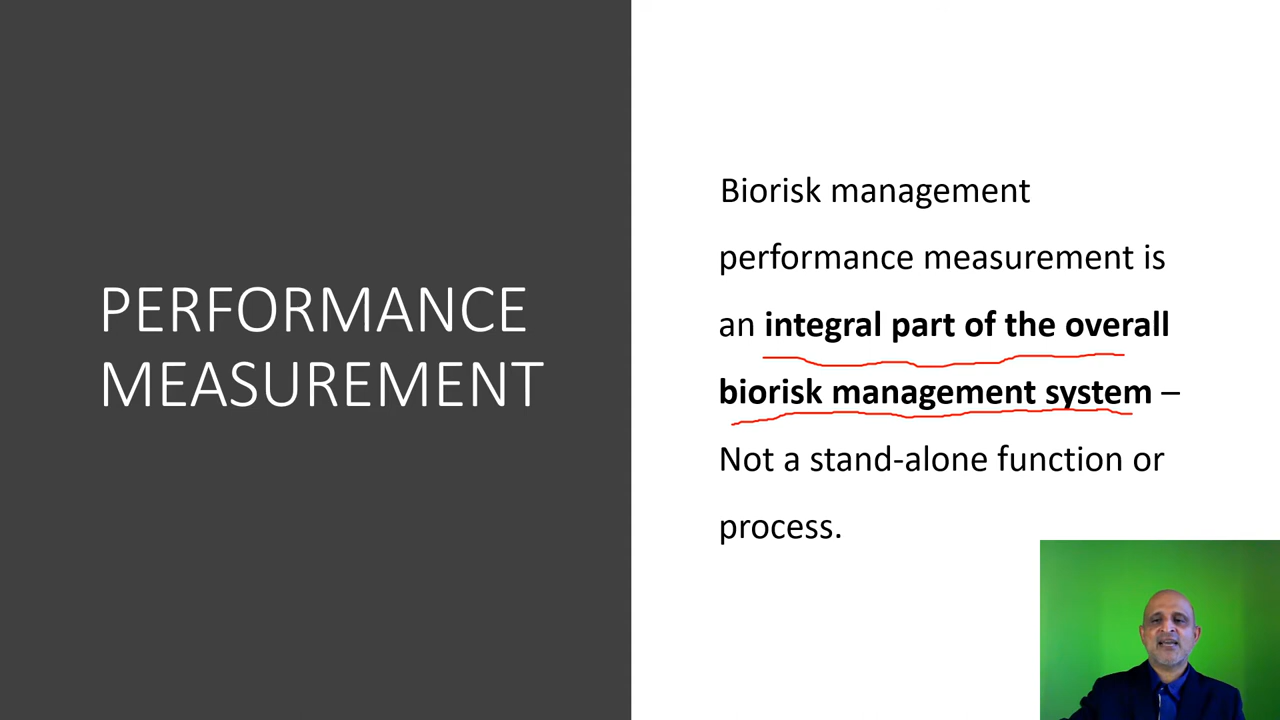 PERFORMANCE
MEASUREMENT
Biorisk management
performance measurement is
an integral part of the overall
biorisk management system –
Not a stand-alone function or
process.